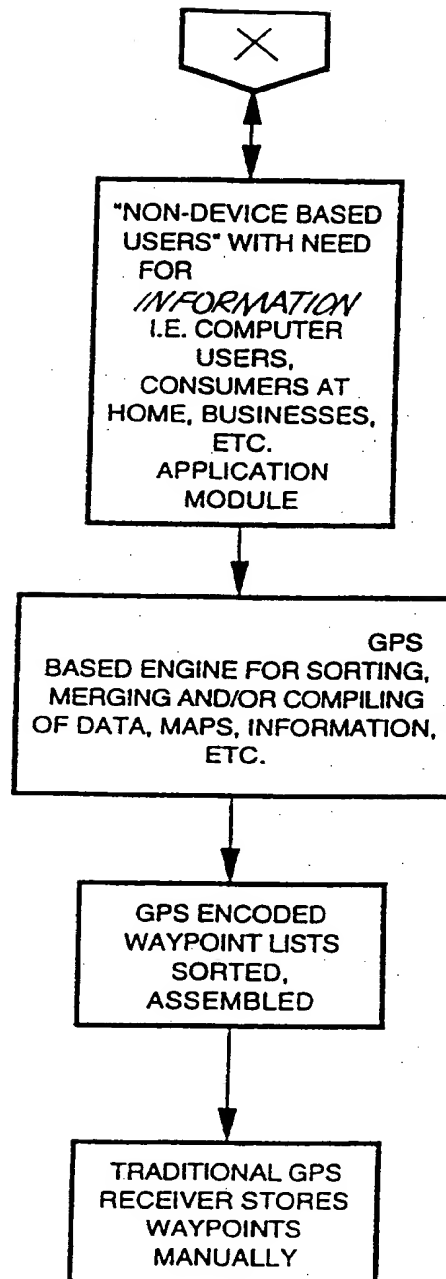 X
"NON-DEVICE BASED
USERS" WITH NEED
FOR
INFORMATION
I.E. COMPUTER
USERS,
CONSUMERS AT
HOME, BUSINESSES,
ETC.
APPLICATION
MODULE
GPS
BASED ENGINE FOR SORTING,
MERGING AND/OR COMPILING
OF DATA, MAPS, INFORMATION,
ETC.
GPS ENCODED
WAYPOINT LISTS
SORTED,
ASSEMBLED
TRADITIONAL GPS
RECEIVER STORES
WAYPOINTS
MANUALLY